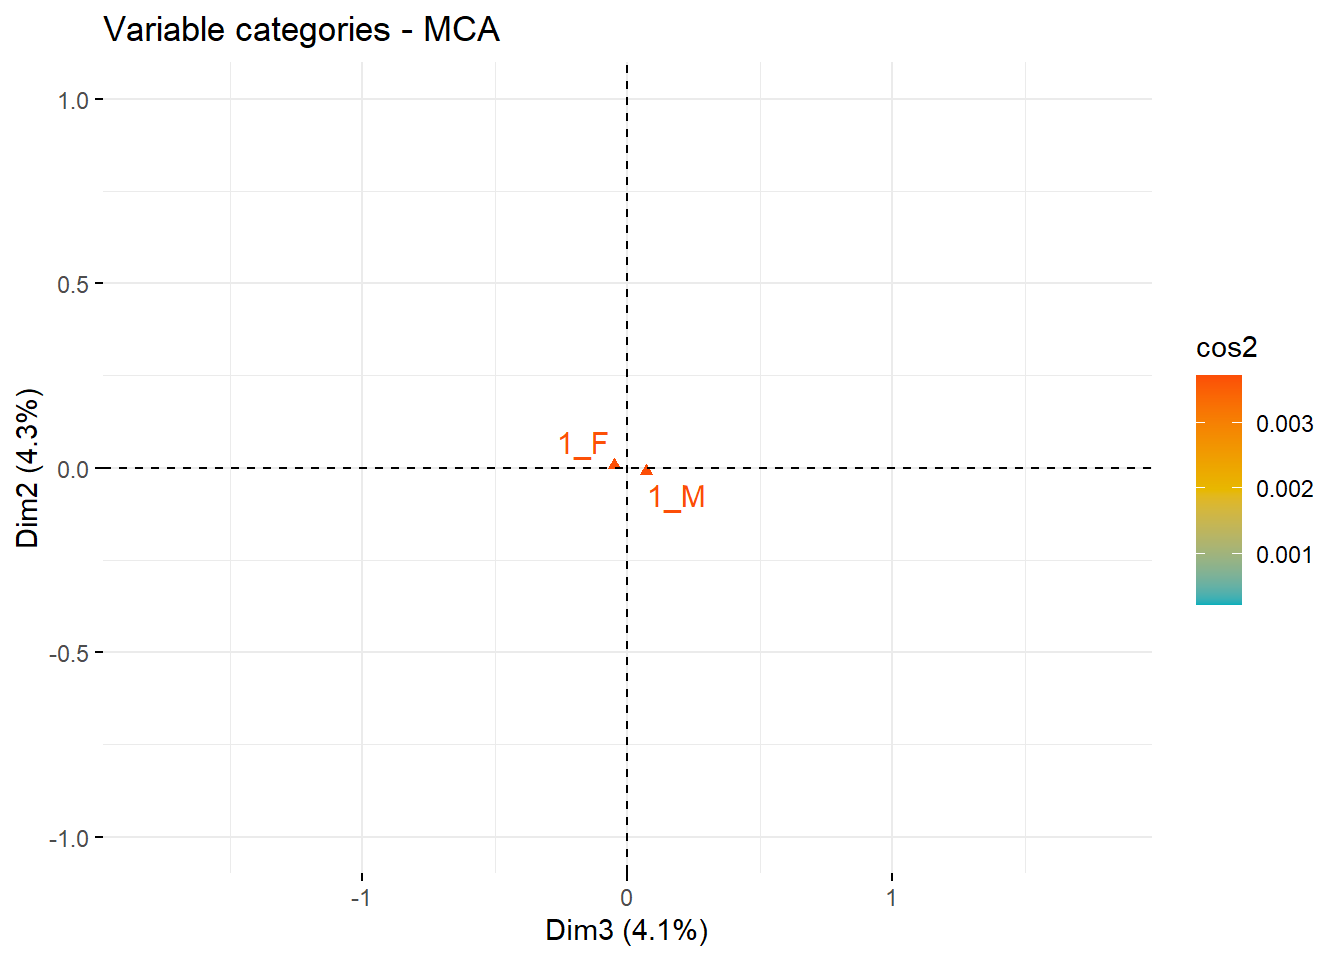 Variable categories - MCA
1.0
0.5
0.0
-0.5
-1.0
Dim2 (4.3%)
1_F
1_M
-1
0
1
Dim3 (4.1%)
cos2
0.003
0.002
0.001